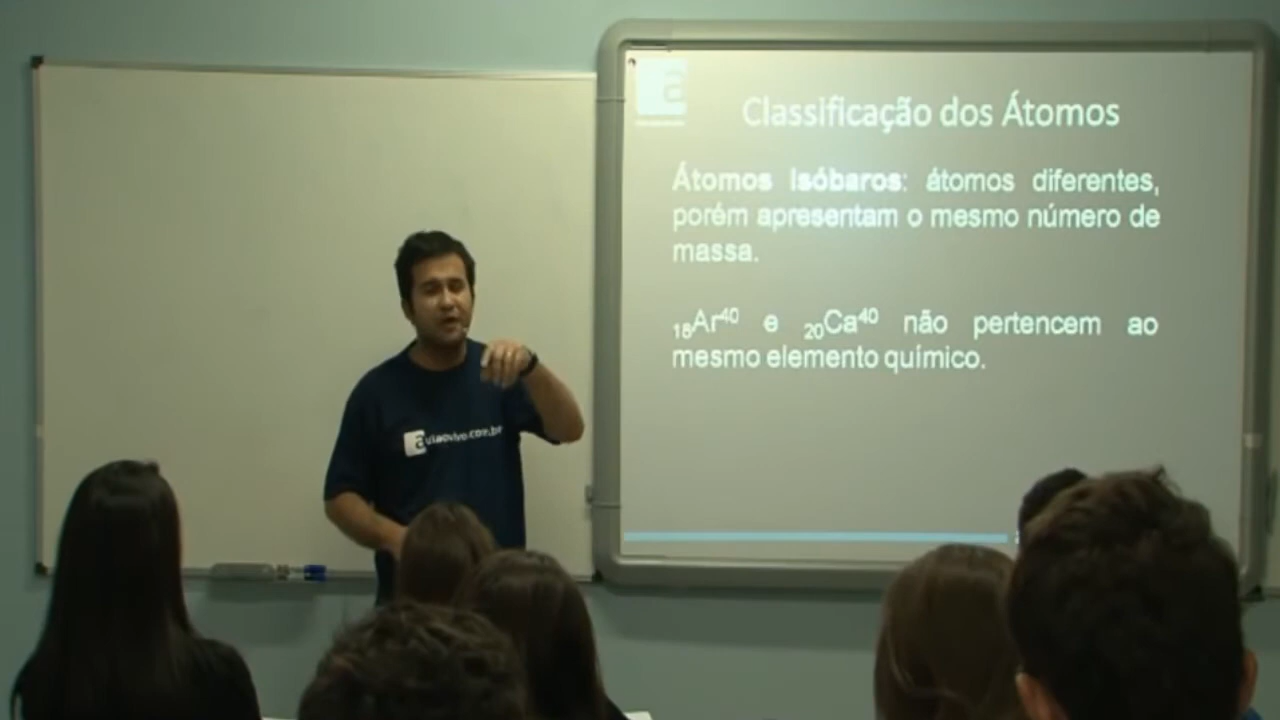 Classificação dos Átomos
Átomos Isóbaros: átomos diferentes,
porém apresentam o mesmo número de
massa.
₁₈Ar⁴⁰ e ₂₀Ca⁴⁰ não pertencem ao
mesmo elemento químico.
aulaaovivo.com.br